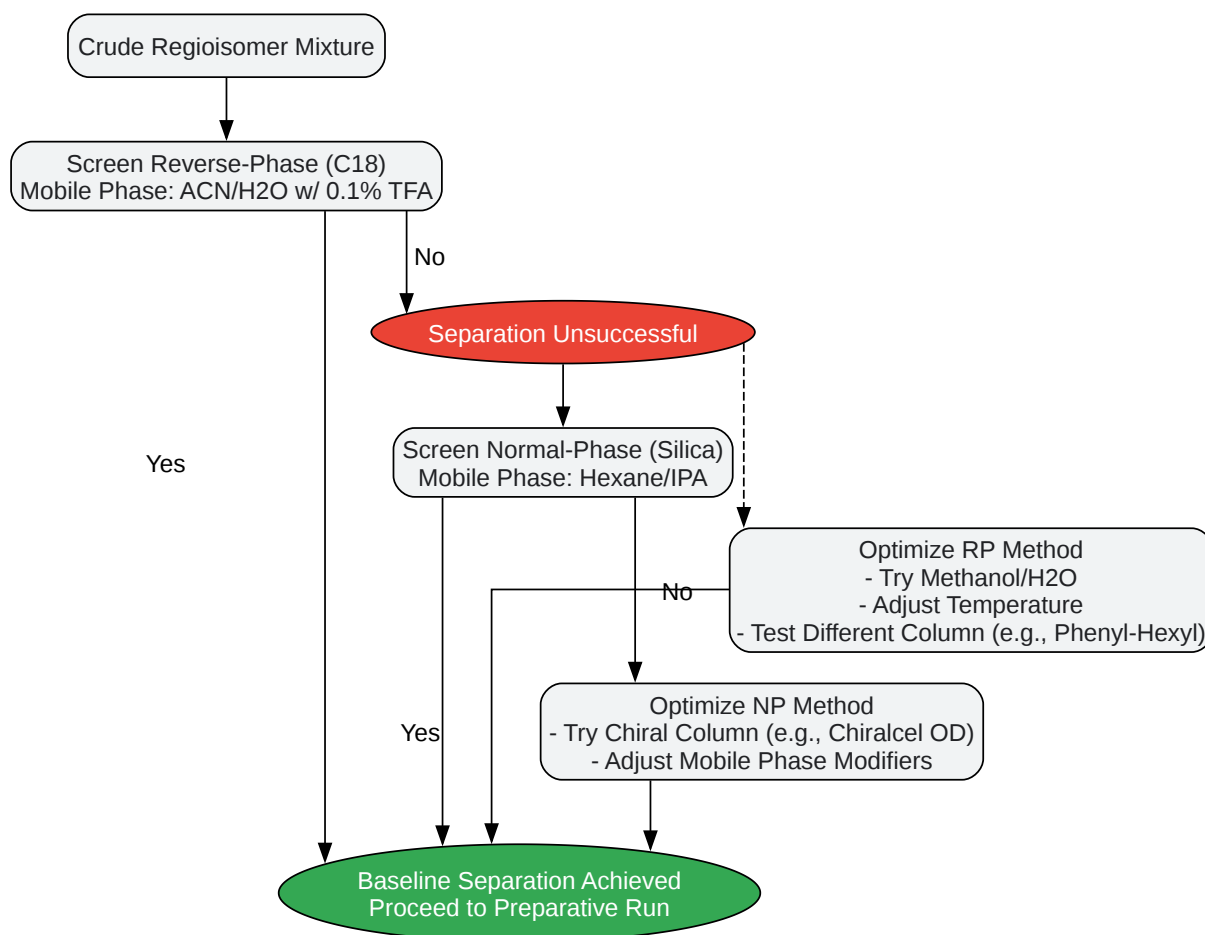 Crude Regioisomer Mixture
Screen Reverse-Phase (C18)
Mobile Phase: ACN/H2O w/ 0.1% TFA
No
Separation Unsuccessful
Yes
Screen Normal-Phase (Silica)
Mobile Phase: Hexane/IPA
Optimize RP Method
- Try Methanol/H2O
- Adjust Temperature
- Test Different Column (e.g., Phenyl-Hexyl)
No
Optimize NP Method
- Try Chiral Column (e.g., Chiralcel OD)
- Adjust Mobile Phase Modifiers
Yes
Baseline Separation Achieved
Proceed to Preparative Run